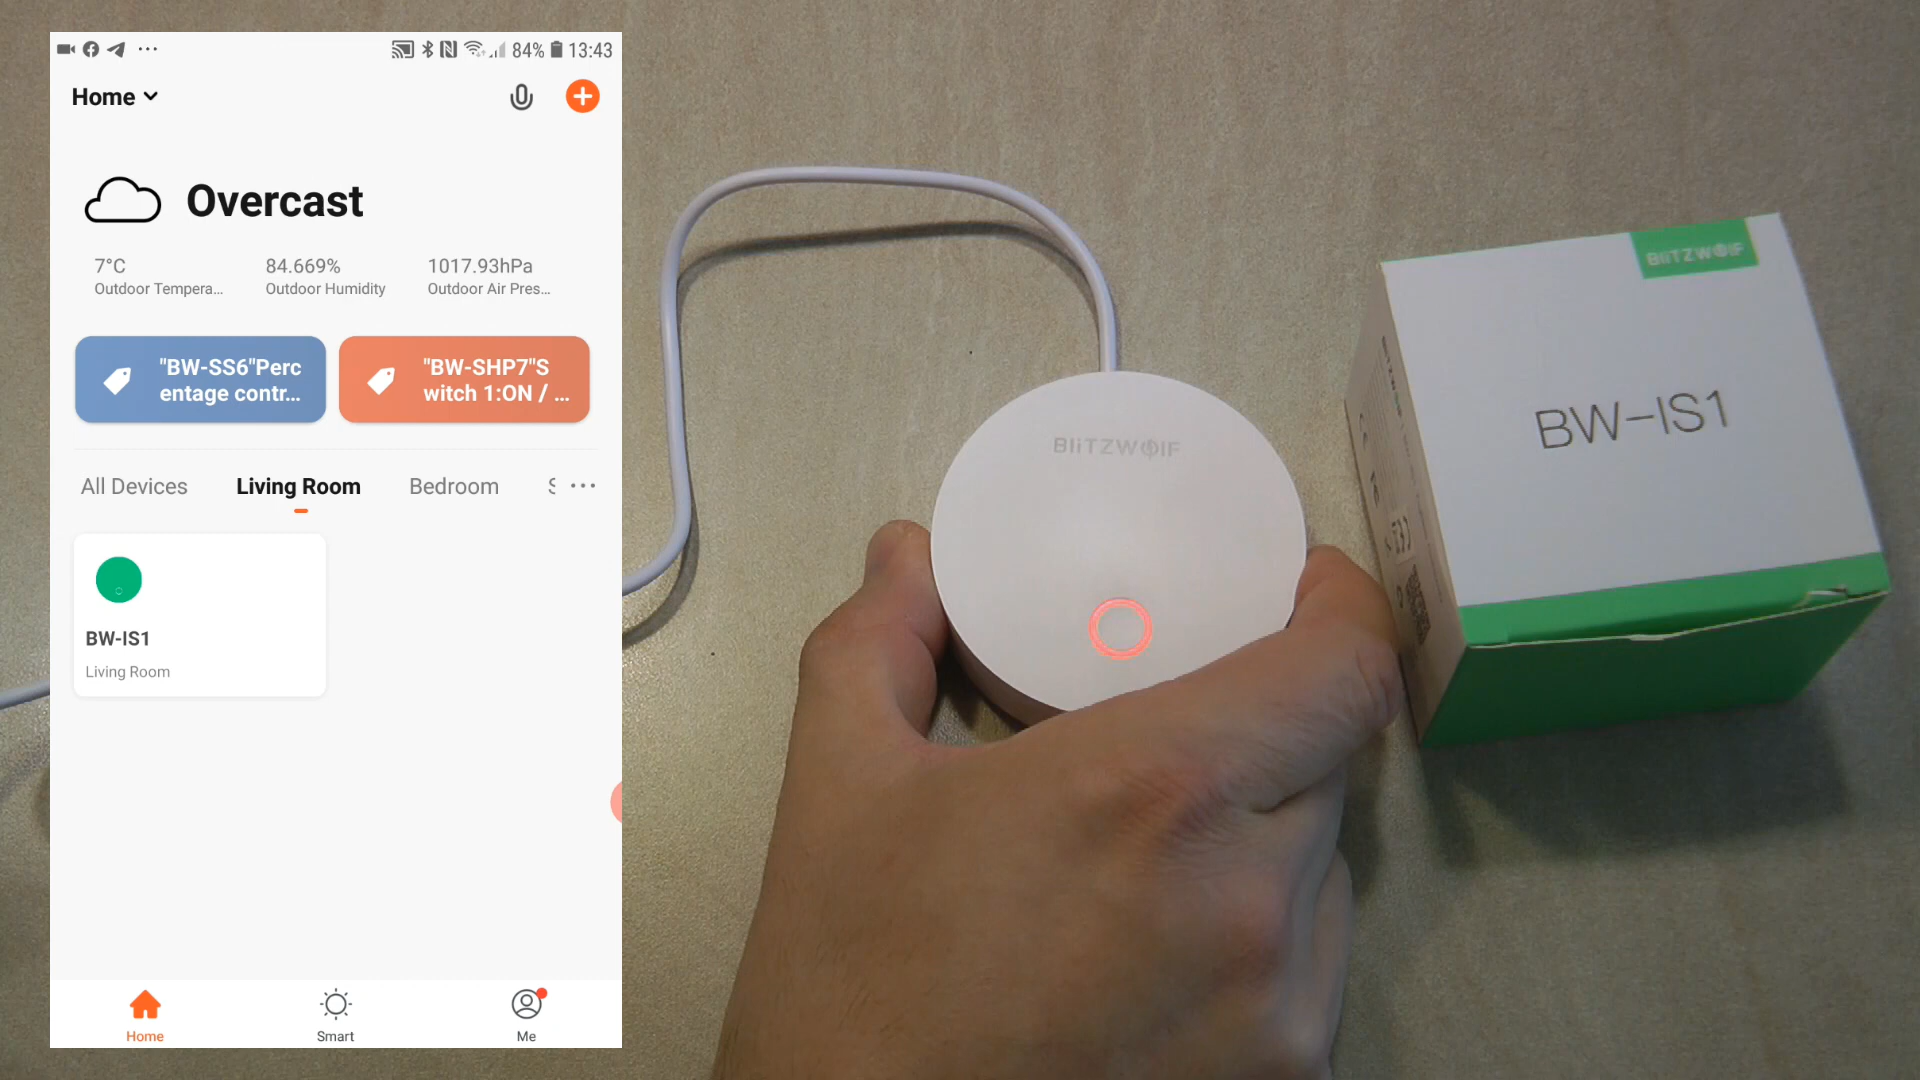 84% 13:43
Home
Overcast
7°C 84.669% 1017.93hPa
Outdoor Tempera... Outdoor Humidity Outdoor Air Pres...
"BW-SS6"Perc
entage contr...
"BW-SHP7"S
witch 1:ON / ...
All Devices Living Room Bedroom S
BW-IS1
Living Room
Home Smart Me
BLITZWOLF
BLITZWOLF
BW-IS1